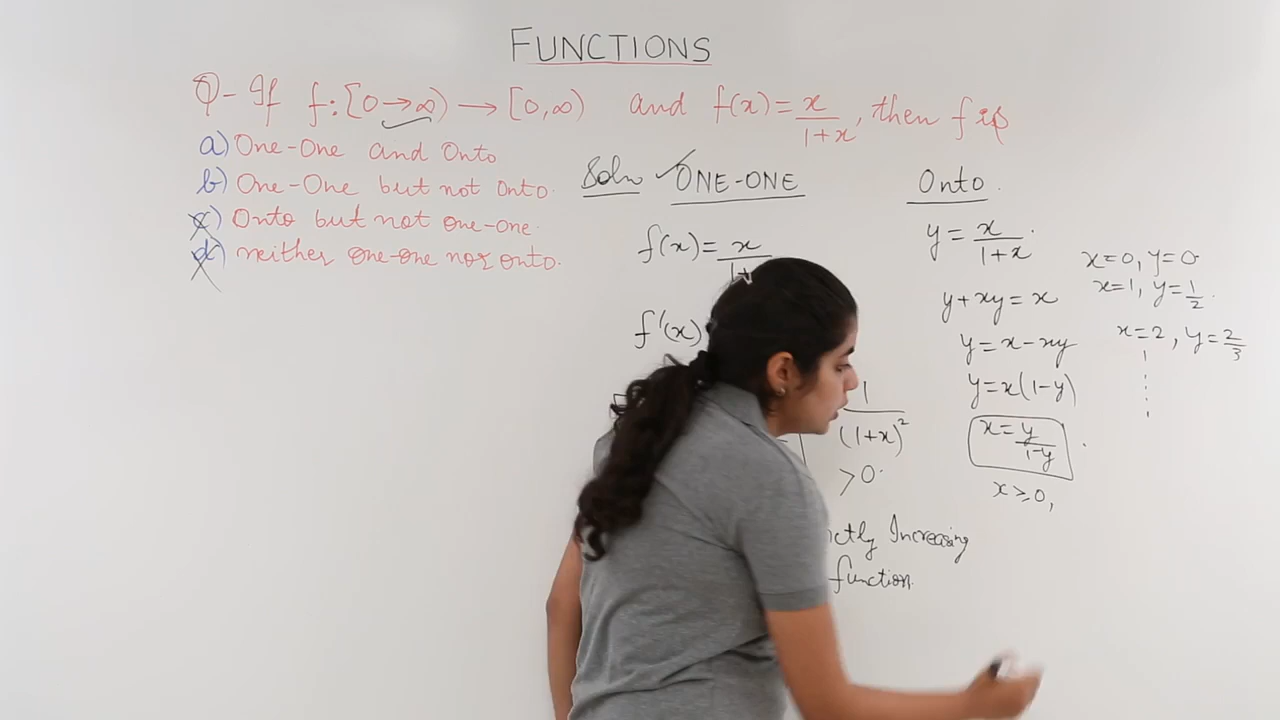 FUNCTIONS
Q- If f: [0→∞) → [0,∞) and f(x) = x/1+x, then f is
a) One-One and Onto
b) One-One but not onto.
c) Onto but not one-one.
d) neither one-one nor onto.
Soln ✓ONE-ONE
f(x) = x/1+
f'(x)
1/(1+x)²
>0.
Increasing
function.
Onto.
y = x/1+x.
y+xy = x
y = x-xy
y = x(1-y)
x = y/1-y.
x ≥ 0,
x=0, y=0
x=1, y=1/2.
x=2, y=2/3